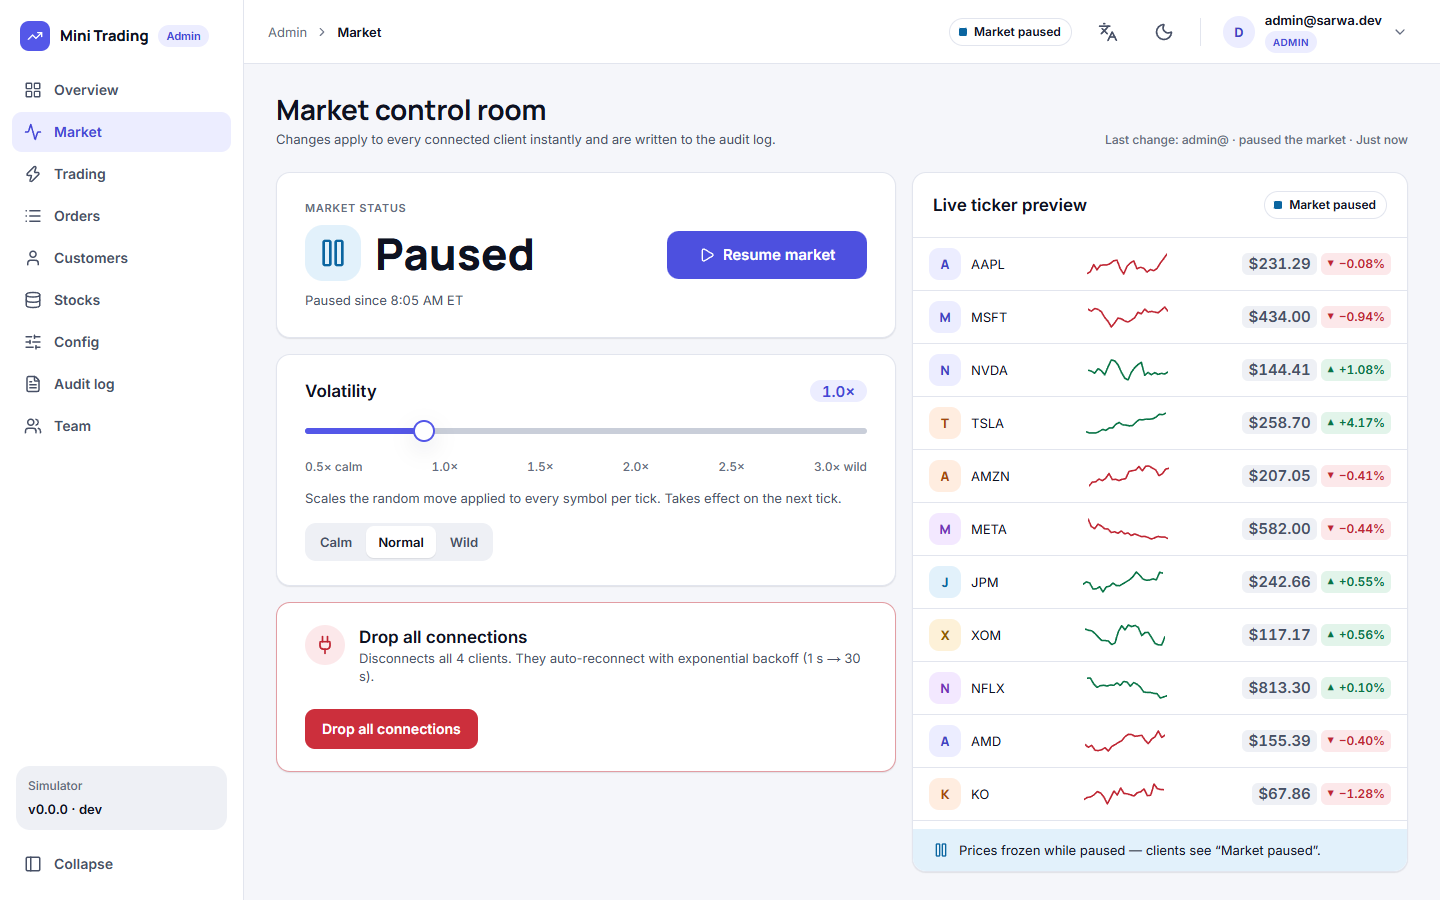 Mini Trading Admin
Overview
Market
Trading
Orders
Customers
Stocks
Config
Audit log
Team
Simulator
v0.0.0 · dev
Collapse
Admin > Market
Market paused
D
admin@sarwa.dev
ADMIN
Market control room
Changes apply to every connected client instantly and are written to the audit log.
Last change: admin@ · paused the market · Just now
MARKET STATUS
Paused
Resume market
Paused since 8:05 AM ET
Volatility
1.0×
0.5× calm 1.0× 1.5× 2.0× 2.5× 3.0× wild
Scales the random move applied to every symbol per tick. Takes effect on the next tick.
Calm Normal Wild
Drop all connections
Disconnects all 4 clients. They auto-reconnect with exponential backoff (1 s → 30
s).
Drop all connections
Live ticker preview
Market paused
A AAPL $231.29 ▼ −0.08%
M MSFT $434.00 ▼ −0.94%
N NVDA $144.41 ▲ +1.08%
T TSLA $258.70 ▲ +4.17%
A AMZN $207.05 ▼ −0.41%
M META $582.00 ▼ −0.44%
J JPM $242.66 ▲ +0.55%
X XOM $117.17 ▲ +0.56%
N NFLX $813.30 ▲ +0.10%
A AMD $155.39 ▼ −0.40%
K KO $67.86 ▼ −1.28%
Prices frozen while paused — clients see “Market paused”.